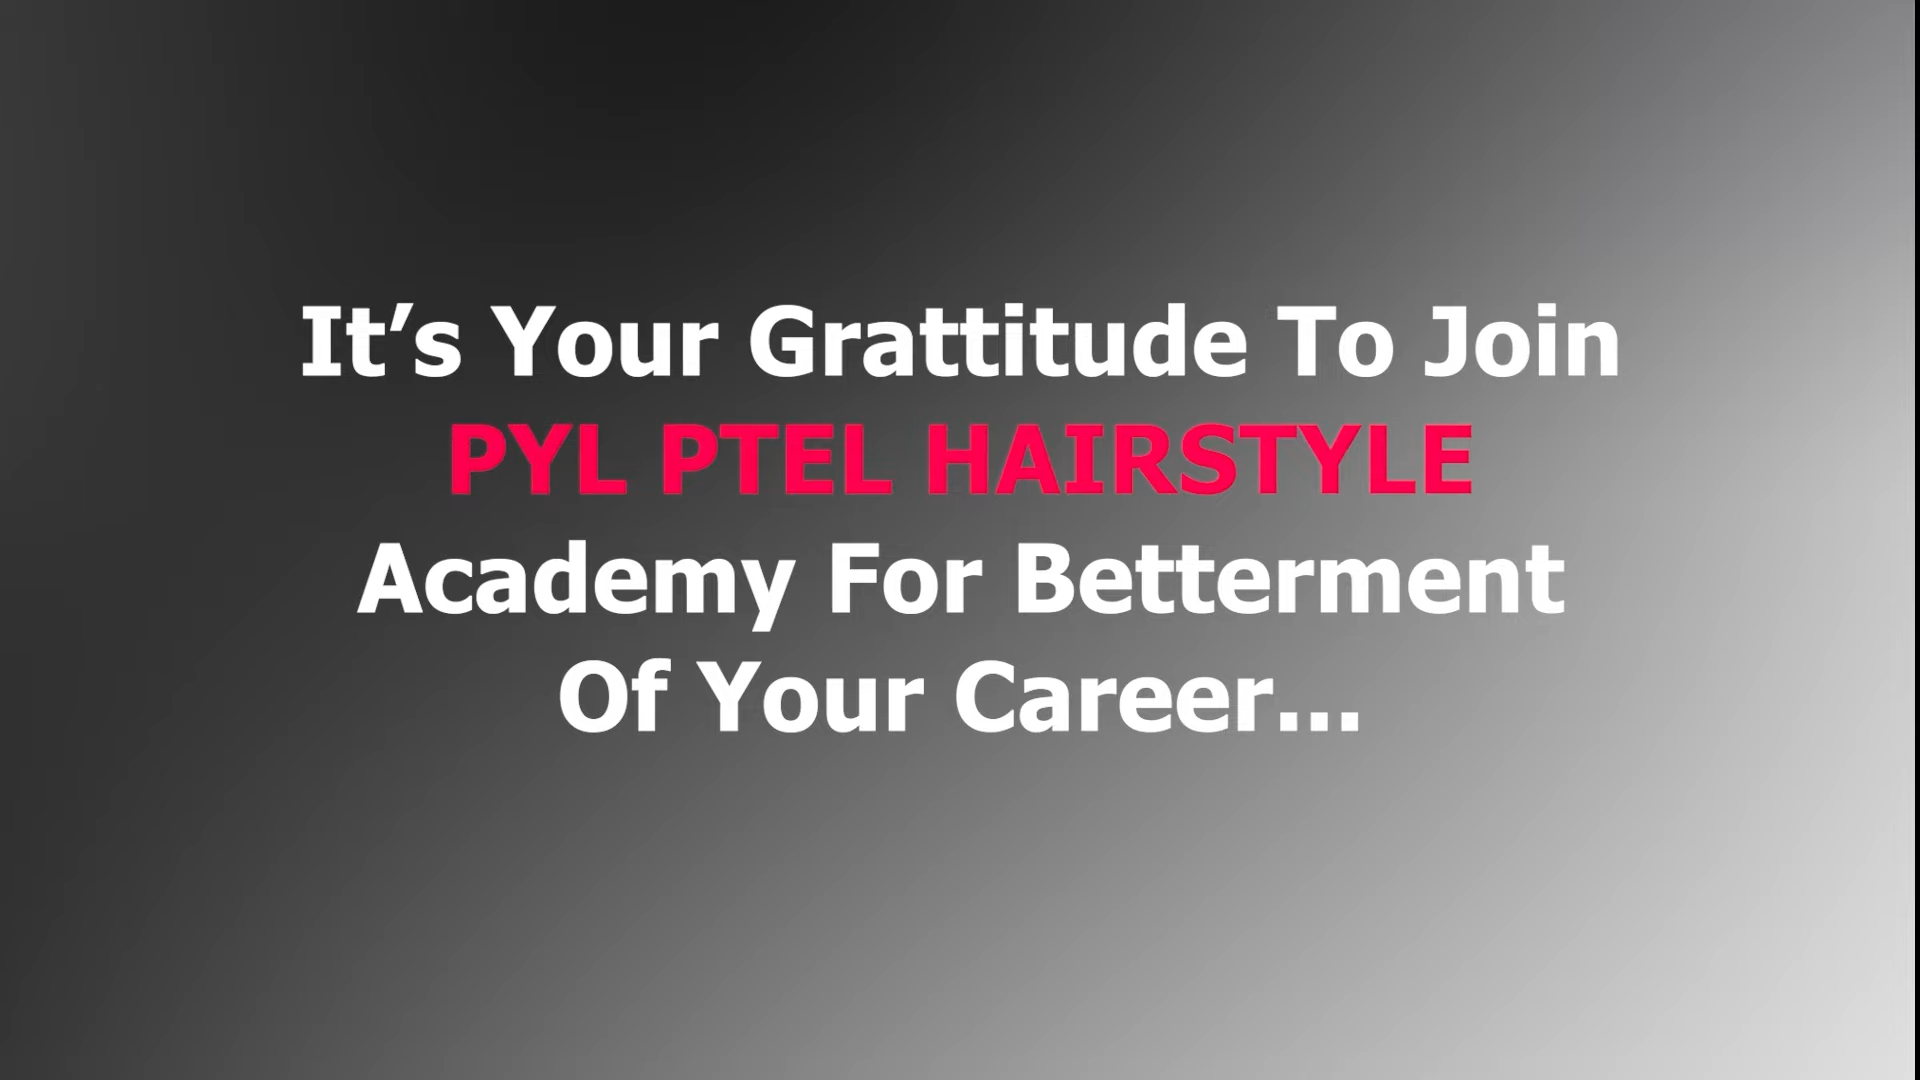 It’s Your Grattitude To Join
PYL PTEL HAIRSTYLE
Academy For Betterment
Of Your Career...